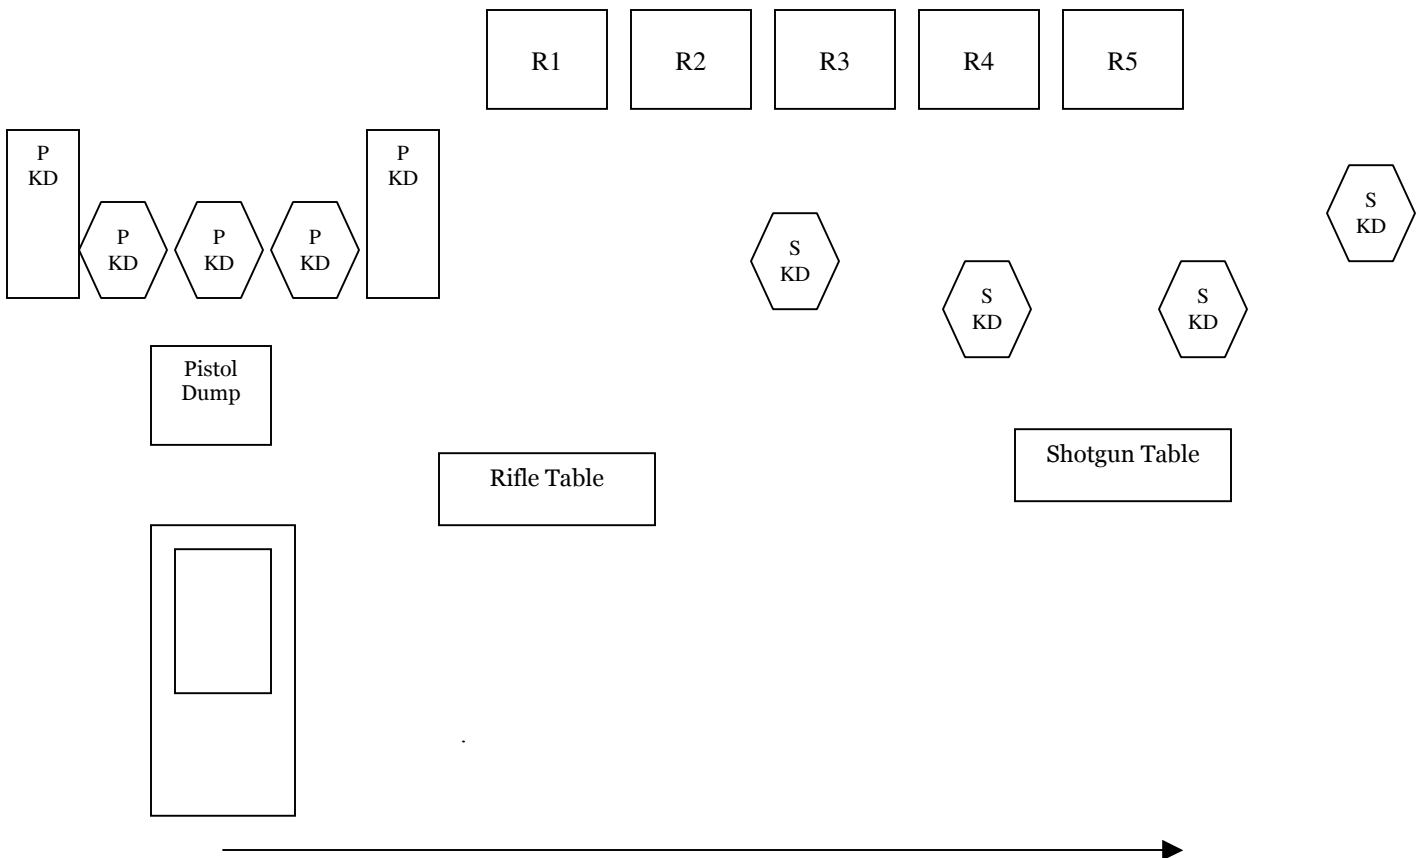 R1
R2
R3
R4
R5
P
KD
P
KD
P
KD
P
KD
P
KD
S
KD
S
KD
S
KD
S
KD
Pistol
Dump
Rifle Table
Shotgun Table